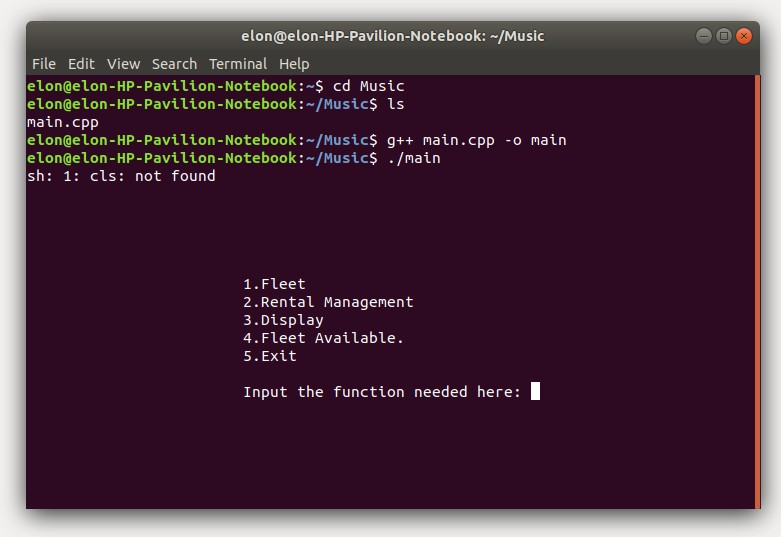 elon@elon-HP-Pavilion-Notebook: ~/Music
File Edit View Search Terminal Help
elon@elon-HP-Pavilion-Notebook:~$ cd Music
elon@elon-HP-Pavilion-Notebook:~/Music$ ls
main.cpp
elon@elon-HP-Pavilion-Notebook:~/Music$ g++ main.cpp -o main
elon@elon-HP-Pavilion-Notebook:~/Music$ ./main
sh: 1: cls: not found
1.Fleet
2.Rental Management
3.Display
4.Fleet Available.
5.Exit
Input the function needed here: